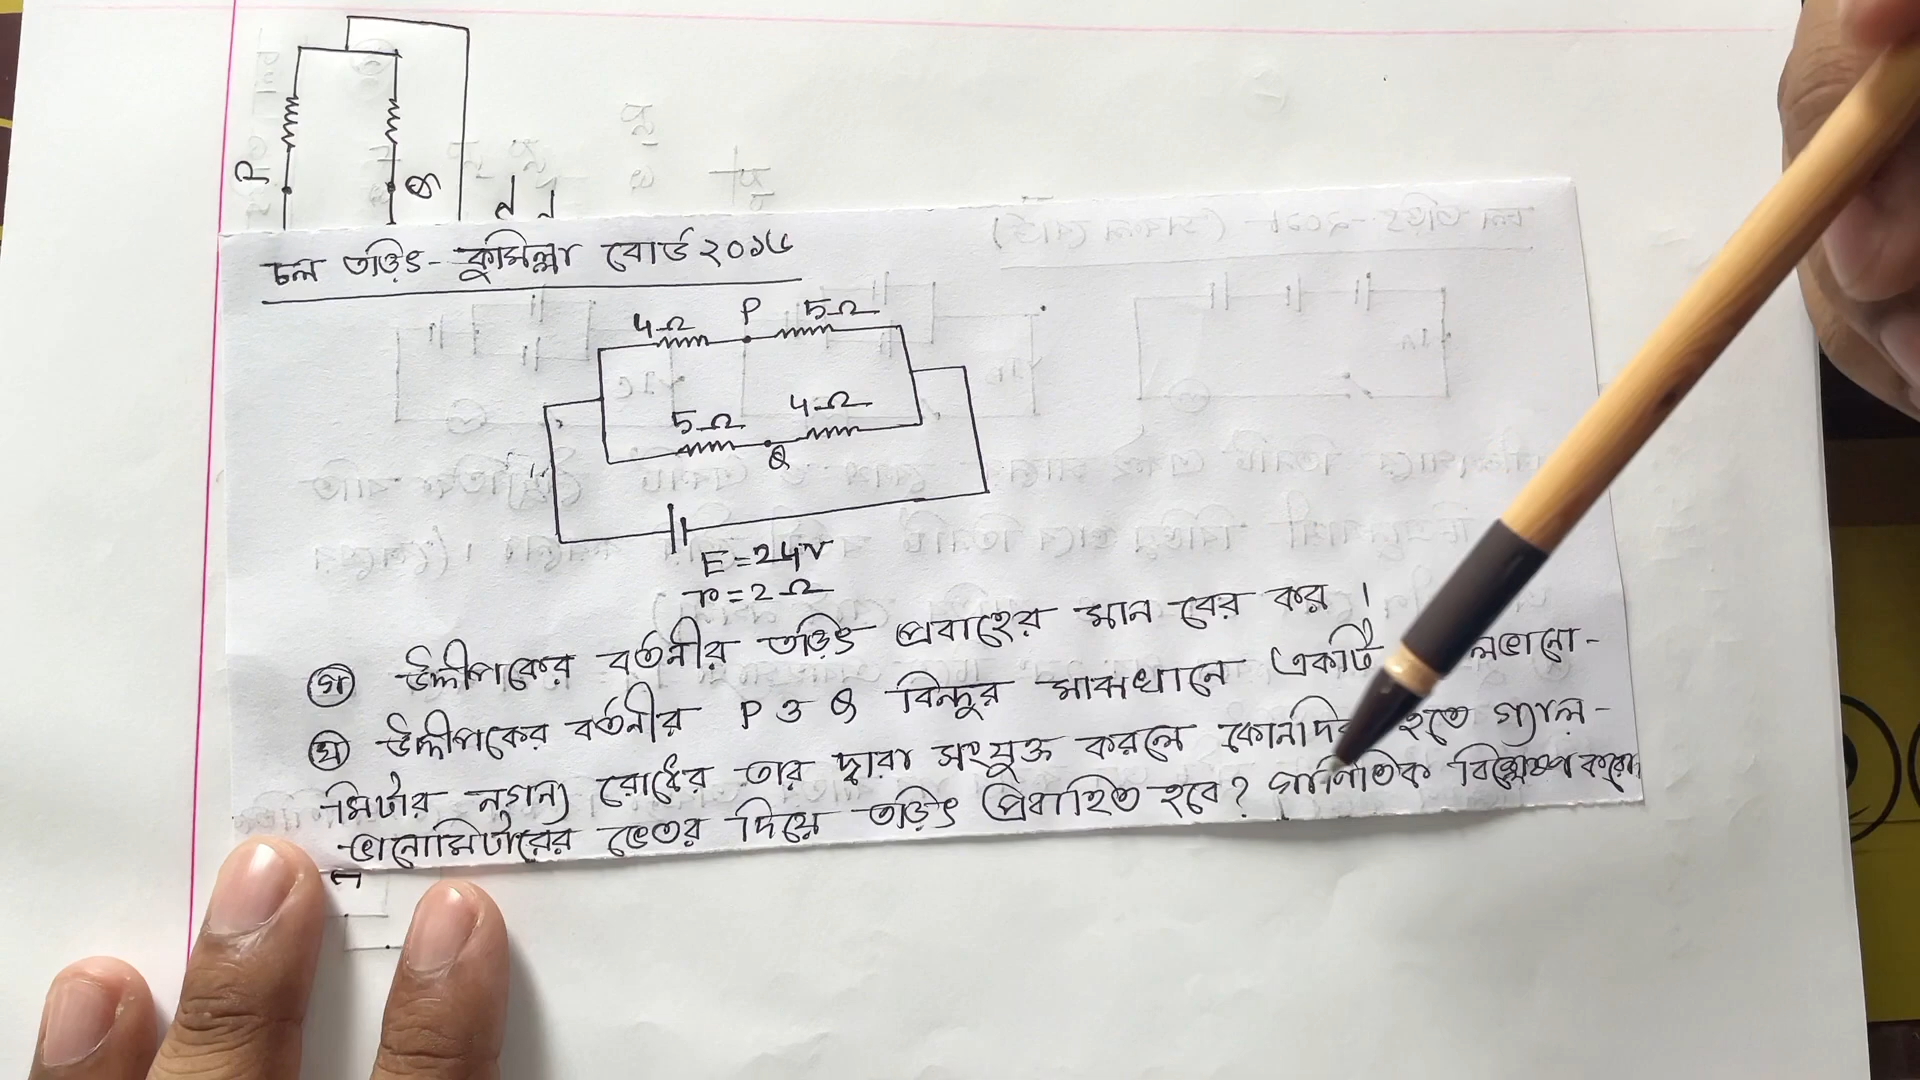 P
Q
চল তড়িৎ - কুমিল্লা বোর্ড ২০১৬
4Ω P 5Ω
5Ω Q 4Ω
E=24V
r=2Ω
(গ) উদ্দীপকের বর্তনীর তড়িৎ প্রবাহের মান বের কর।
(ঘ) উদ্দীপকের বর্তনীর P ও Q বিন্দুর মাঝখানে একটি লভানো-
মিটার নগন্য রোধের তার দ্বারা সংযুক্ত করলে কোনদিক হতে গ্যাল-
ভানোমিটারের ভেতর দিয়ে তড়িৎ প্রবাহিত হবে? গাণিতিক বিশ্লেষণ করো।